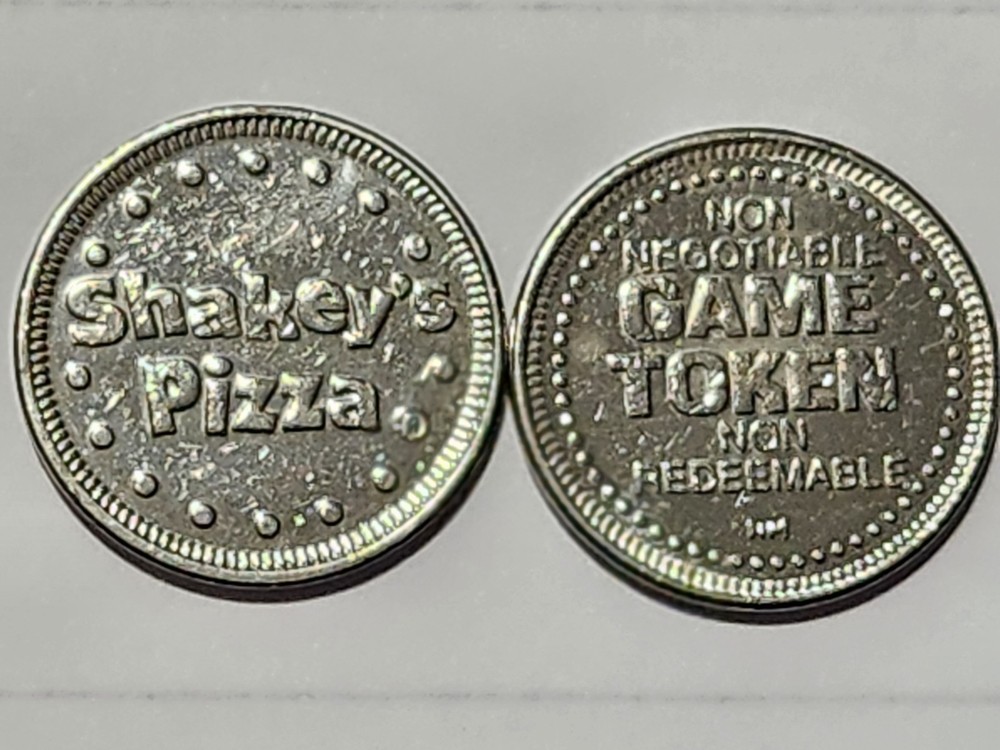 Shakey's
Pizza
NON
NEGOTIABLE
GAME
TOKEN
NON
REDEEMABLE